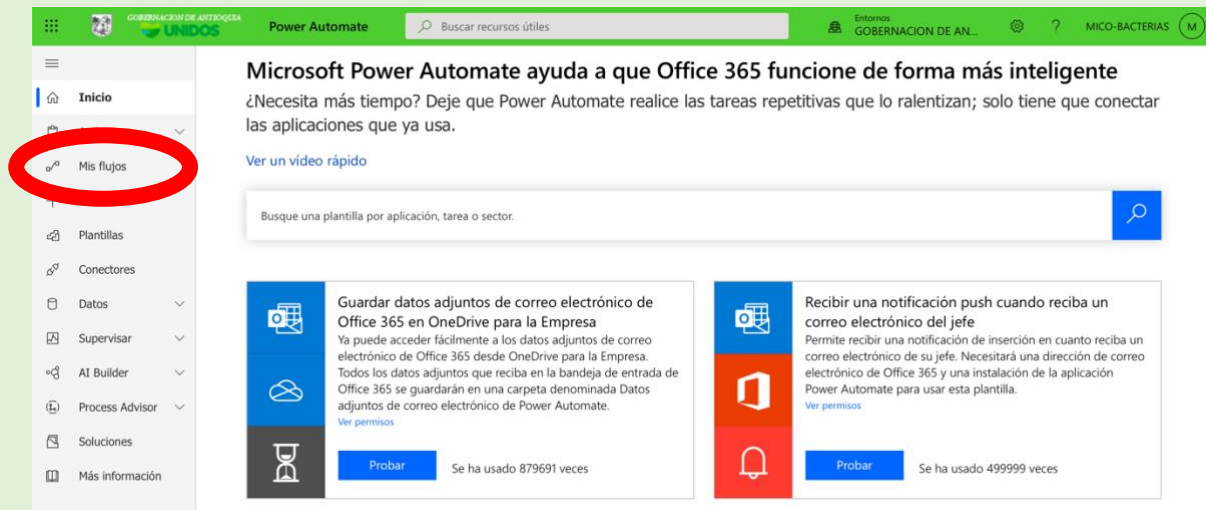 GOBERNACION DE ANTIOQUIA
UNIDOS
Power Automate
Buscar recursos útiles
Entornos
GOBERNACION DE AN...
?
MICO-BACTERIAS
M
Inicio
Mis flujos
Plantillas
Conectores
Datos
Supervisar
AI Builder
Process Advisor
Soluciones
Más información
Microsoft Power Automate ayuda a que Office 365 funcione de forma más inteligente
¿Necesita más tiempo? Deje que Power Automate realice las tareas repetitivas que lo ralentizan; solo tiene que conectar
las aplicaciones que ya usa.
Ver un vídeo rápido
Busque una plantilla por aplicación, tarea o sector.
Guardar datos adjuntos de correo electrónico de
Office 365 en OneDrive para la Empresa
Ya puede acceder fácilmente a los datos adjuntos de correo
electrónico de Office 365 desde OneDrive para la Empresa.
Todos los datos adjuntos que reciba en la bandeja de entrada de
Office 365 se guardarán en una carpeta denominada Datos
adjuntos de correo electrónico de Power Automate.
Ver permisos
Probar
Se ha usado 879691 veces
Recibir una notificación push cuando reciba un
correo electrónico del jefe
Permite recibir una notificación de inserción en cuanto reciba un
correo electrónico de su jefe. Necesitará una dirección de correo
electrónico de Office 365 y una instalación de la aplicación
Power Automate para usar esta plantilla.
Ver permisos
Probar
Se ha usado 499999 veces